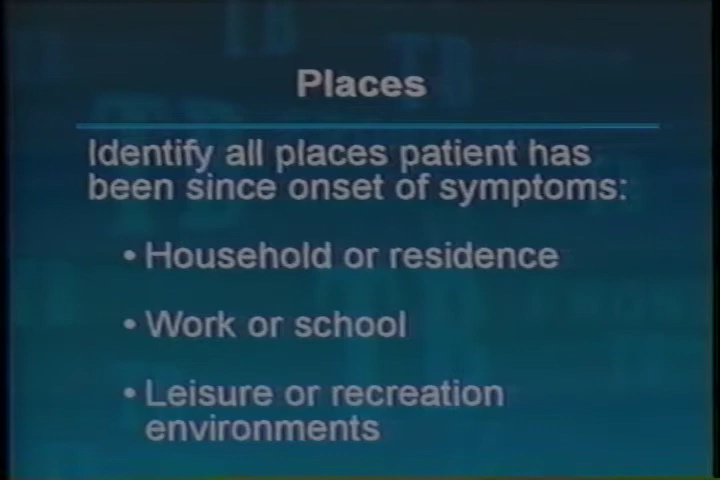 Places
Identify all places patient has
been since onset of symptoms:
• Household or residence
• Work or school
• Leisure or recreation
environments